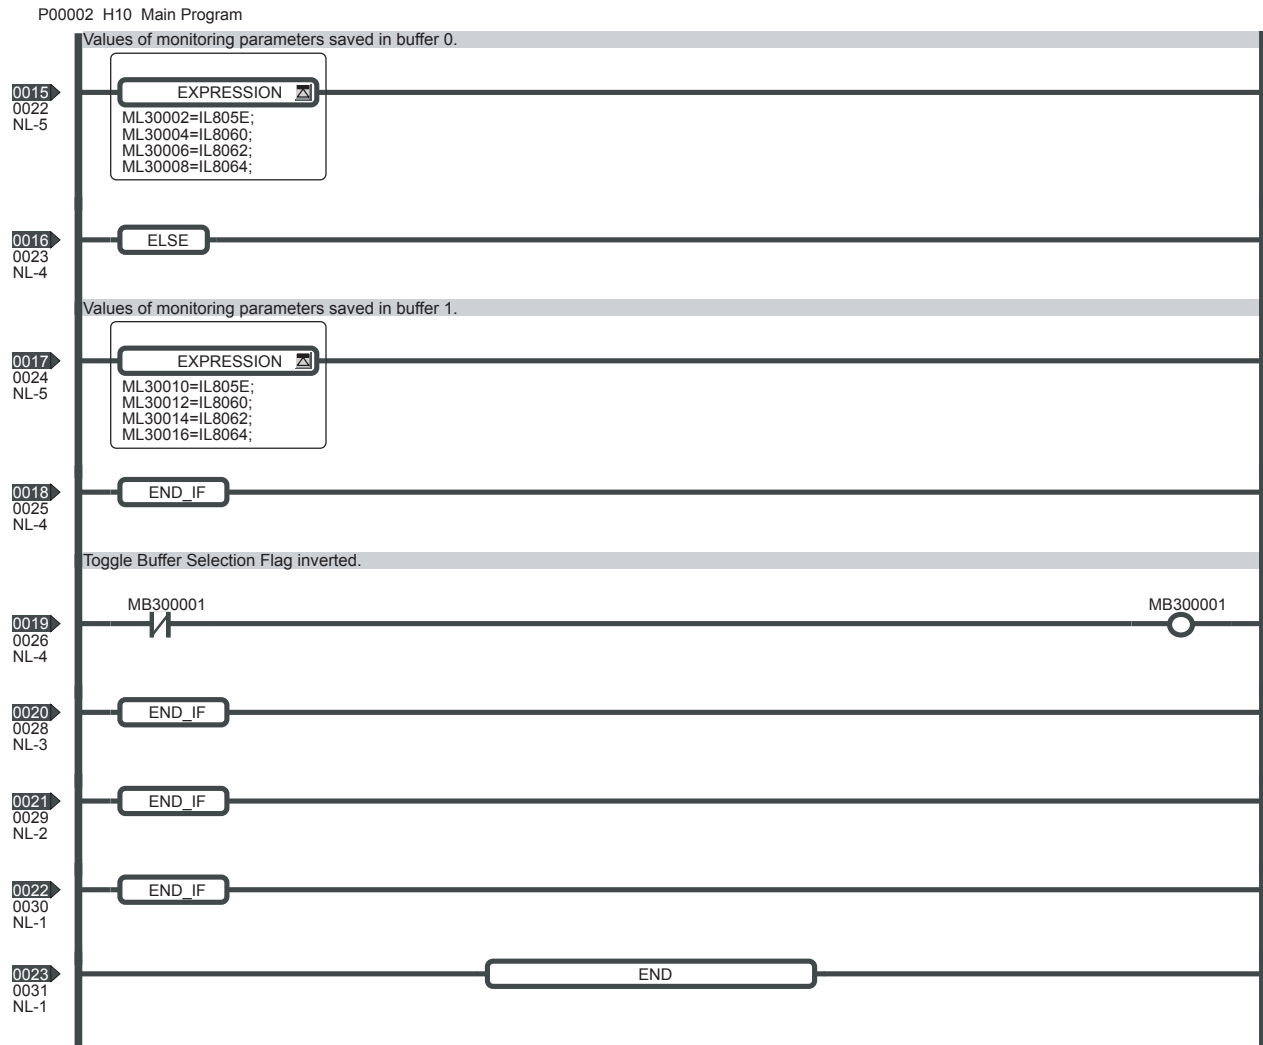 P00002 H10 Main Program
Values of monitoring parameters saved in buffer 0.
0015
0022
NL-5
EXPRESSION
ML30002=IL805E;
ML30004=IL8060;
ML30006=IL8062;
ML30008=IL8064;
0016
0023
NL-4
ELSE
Values of monitoring parameters saved in buffer 1.
0017
0024
NL-5
EXPRESSION
ML30010=IL805E;
ML30012=IL8060;
ML30014=IL8062;
ML30016=IL8064;
0018
0025
NL-4
END_IF
Toggle Buffer Selection Flag inverted.
MB300001 MB300001
0019
0026
NL-4
0020
0028
NL-3
END_IF
0021
0029
NL-2
END_IF
0022
0030
NL-1
END_IF
0023
0031
NL-1
END